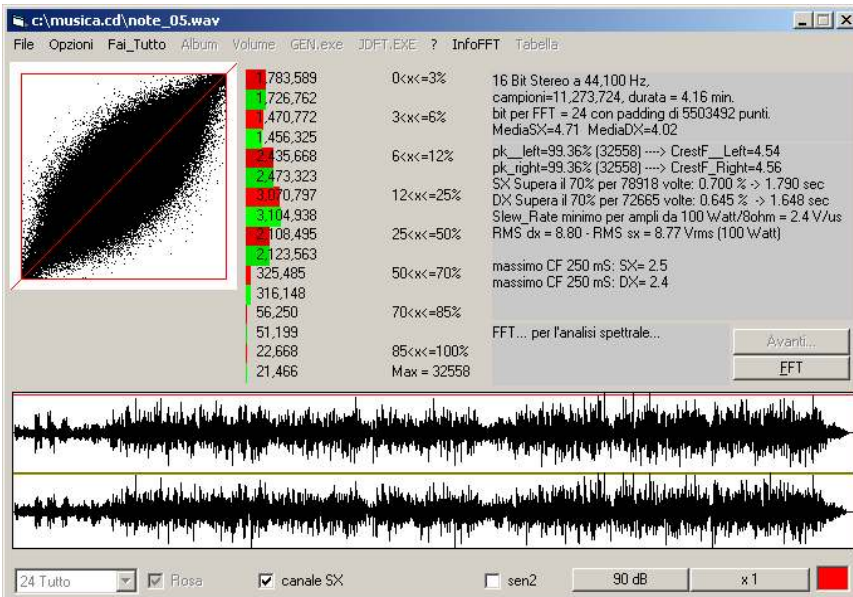 c:\musica.cd\note_05.wav
File Opzioni Fai_Tutto Album Volume GEN.exe JDFT.EXE ? InfoFFT Tabella
1,783,589 0<x<=3%
1,726,762
1,470,772 3<x<=6%
1,456,325
2,435,668 6<x<=12%
2,473,323
3,070,797 12<x<=25%
3,104,938
2,108,495 25<x<=50%
2,123,563
325,485 50<x<=70%
316,148
56,250 70<x<=85%
51,199
22,668 85<x<=100%
21,466 Max = 32558
16 Bit Stereo a 44,100 Hz,
campioni=11,273,724, durata = 4.16 min.
bit per FFT = 24 con padding di 5503492 punti.
MediaSX=4.71 MediaDX=4.02
pk__left=99.36% (32558) ----> CrestF__Left=4.54
pk_right=99.36% (32558) ----> CrestF_Right=4.56
SX Supera il 70% per 78918 volte: 0.700 % -> 1.790 sec
DX Supera il 70% per 72665 volte: 0.645 % -> 1.648 sec
Slew_Rate minimo per ampli da 100 Watt/8ohm = 2.4 V/us
RMS dx = 8.80 - RMS sx = 8.77 Vrms (100 Watt)
massimo CF 250 mS: SX= 2.5
massimo CF 250 mS: DX= 2.4
FFT... per l'analisi spettrale...
Avanti...
FFT
24 Tutto Rosa canale SX sen2 90 dB x 1